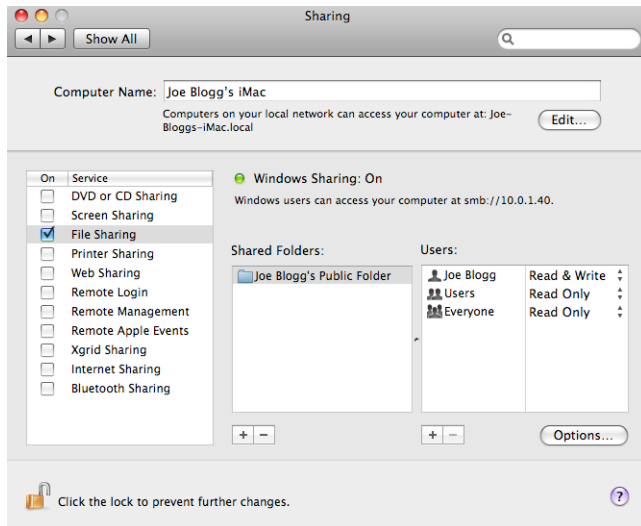 Sharing
Show All
Computer Name: Joe Blogg's iMac
Computers on your local network can access your computer at: Joe-
Bloggs-iMac.local
Edit...
On Service
DVD or CD Sharing
Screen Sharing
File Sharing
Printer Sharing
Web Sharing
Remote Login
Remote Management
Remote Apple Events
Xgrid Sharing
Internet Sharing
Bluetooth Sharing
Windows Sharing: On
Windows users can access your computer at smb://10.0.1.40.
Shared Folders:
Joe Blogg's Public Folder
Users:
Joe Blogg Read & Write
Users Read Only
Everyone Read Only
+ −
+ −
Options...
Click the lock to prevent further changes.
?